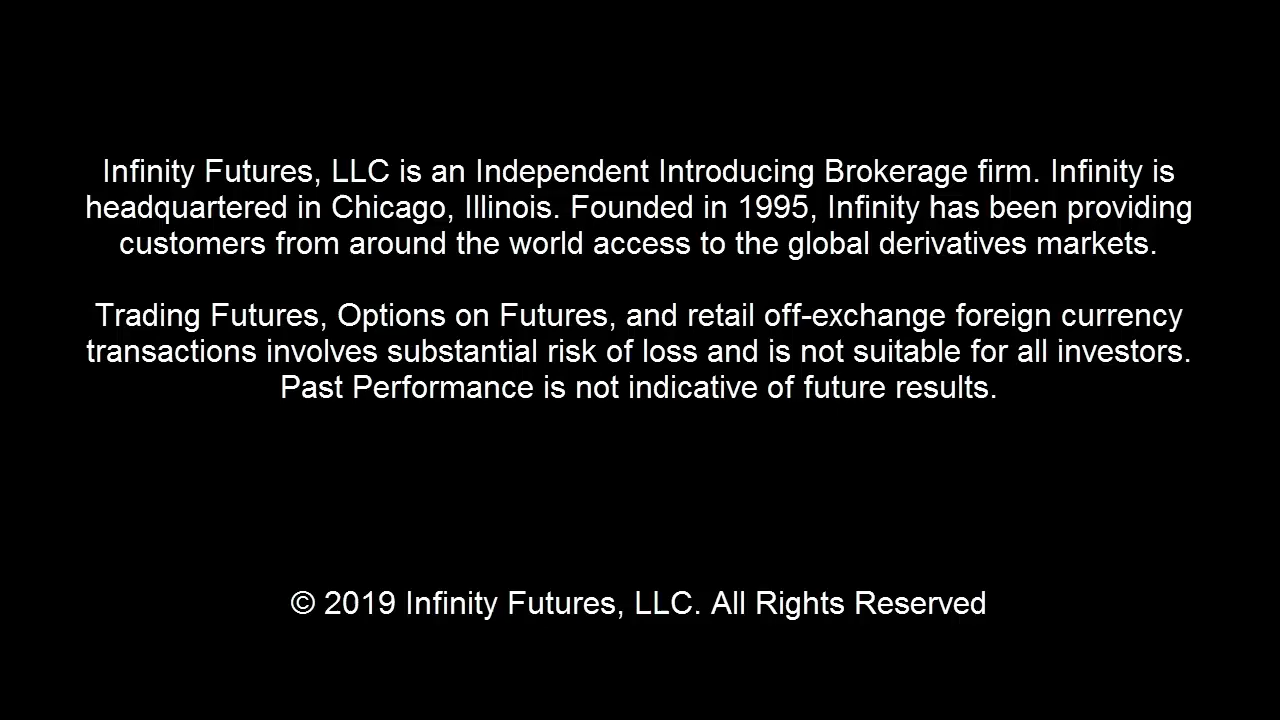 Infinity Futures, LLC is an Independent Introducing Brokerage firm. Infinity is
headquartered in Chicago, Illinois. Founded in 1995, Infinity has been providing
customers from around the world access to the global derivatives markets.
Trading Futures, Options on Futures, and retail off-exchange foreign currency
transactions involves substantial risk of loss and is not suitable for all investors.
Past Performance is not indicative of future results.
© 2019 Infinity Futures, LLC. All Rights Reserved